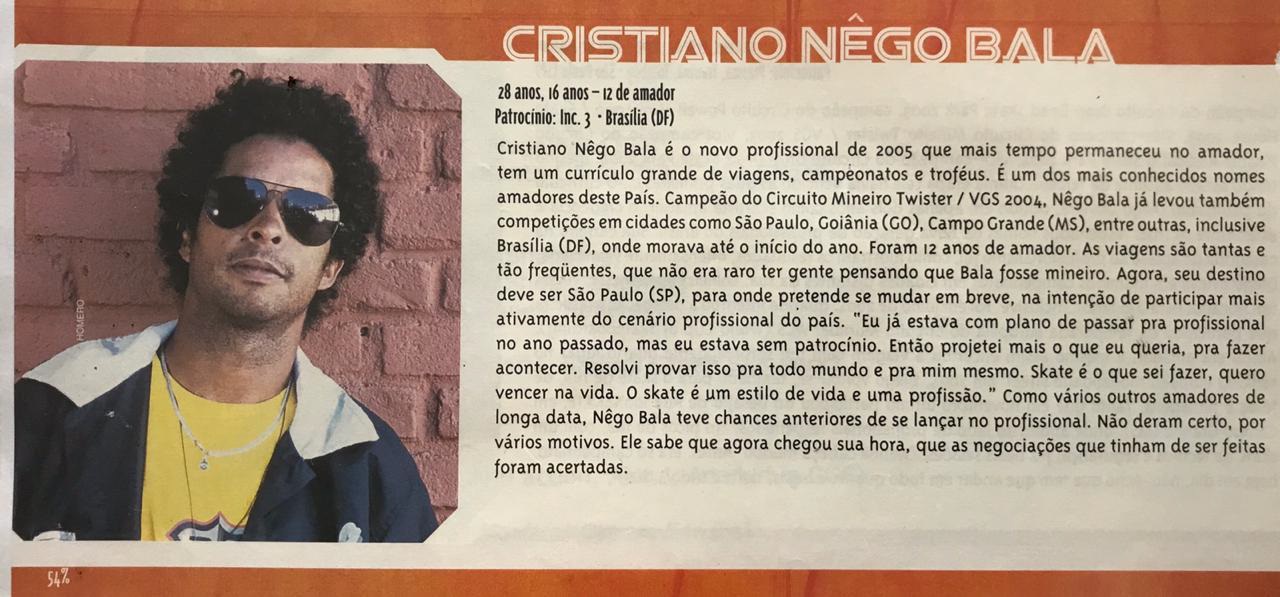 CRISTIANO NÊGO BALA
28 anos, 16 anos – 12 de amador
Patrocínio: Inc. 3 · Brasília (DF)
Cristiano Nêgo Bala é o novo profissional de 2005 que mais tempo permaneceu no amador,
tem um currículo grande de viagens, campeonatos e troféus. É um dos mais conhecidos nomes
amadores deste País. Campeão do Circuito Mineiro Twister / VGS 2004, Nêgo Bala já levou também
competições em cidades como São Paulo, Goiânia (GO), Campo Grande (MS), entre outras, inclusive
Brasília (DF), onde morava até o início do ano. Foram 12 anos de amador. As viagens são tantas e
tão freqüentes, que não era raro ter gente pensando que Bala fosse mineiro. Agora, seu destino
deve ser São Paulo (SP), para onde pretende se mudar em breve, na intenção de participar mais
ativamente do cenário profissional do país. "Eu já estava com plano de passar pra profissional
no ano passado, mas eu estava sem patrocínio. Então projetei mais o que eu queria, pra fazer
acontecer. Resolvi provar isso pra todo mundo e pra mim mesmo. Skate é o que sei fazer, quero
vencer na vida. O skate é um estilo de vida e uma profissão." Como vários outros amadores de
longa data, Nêgo Bala teve chances anteriores de se lançar no profissional. Não deram certo, por
vários motivos. Ele sabe que agora chegou sua hora, que as negociações que tinham de ser feitas
foram acertadas.
HOMERO
54%